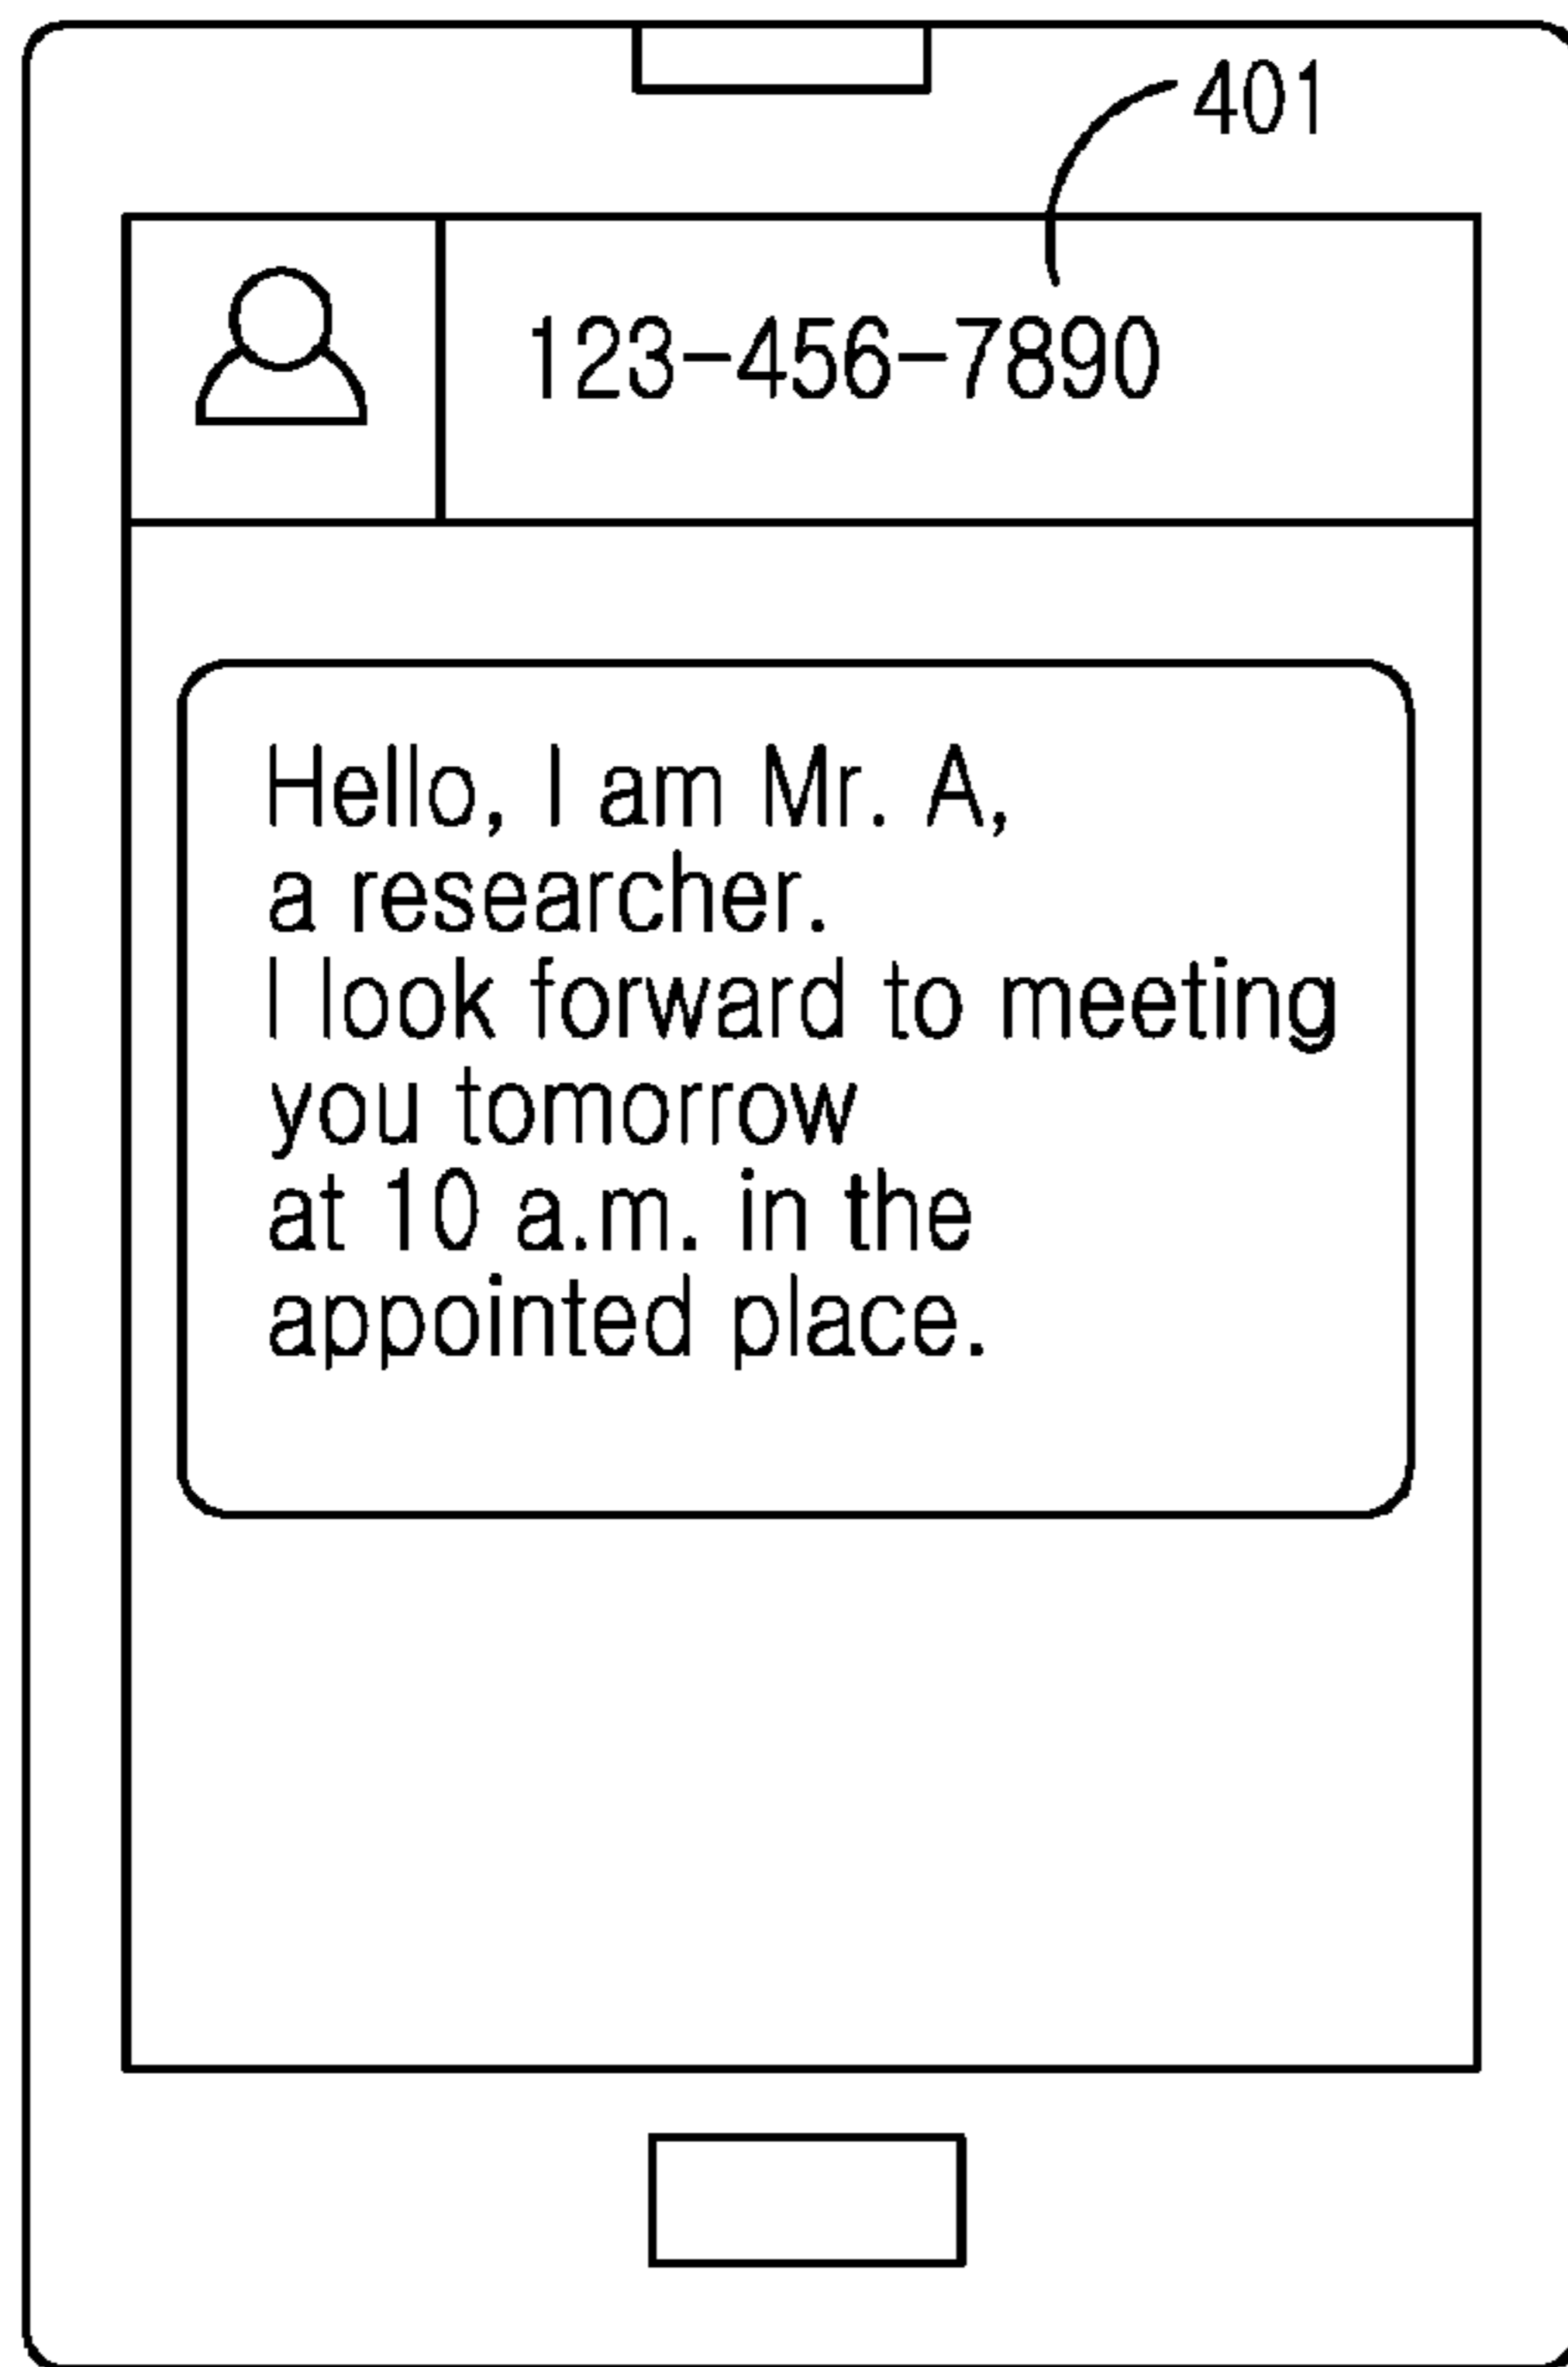 401
123-456-7890
Hello, I am Mr. A,
a researcher.
I look forward to meeting
you tomorrow
at 10 a.m. in the
appointed place.